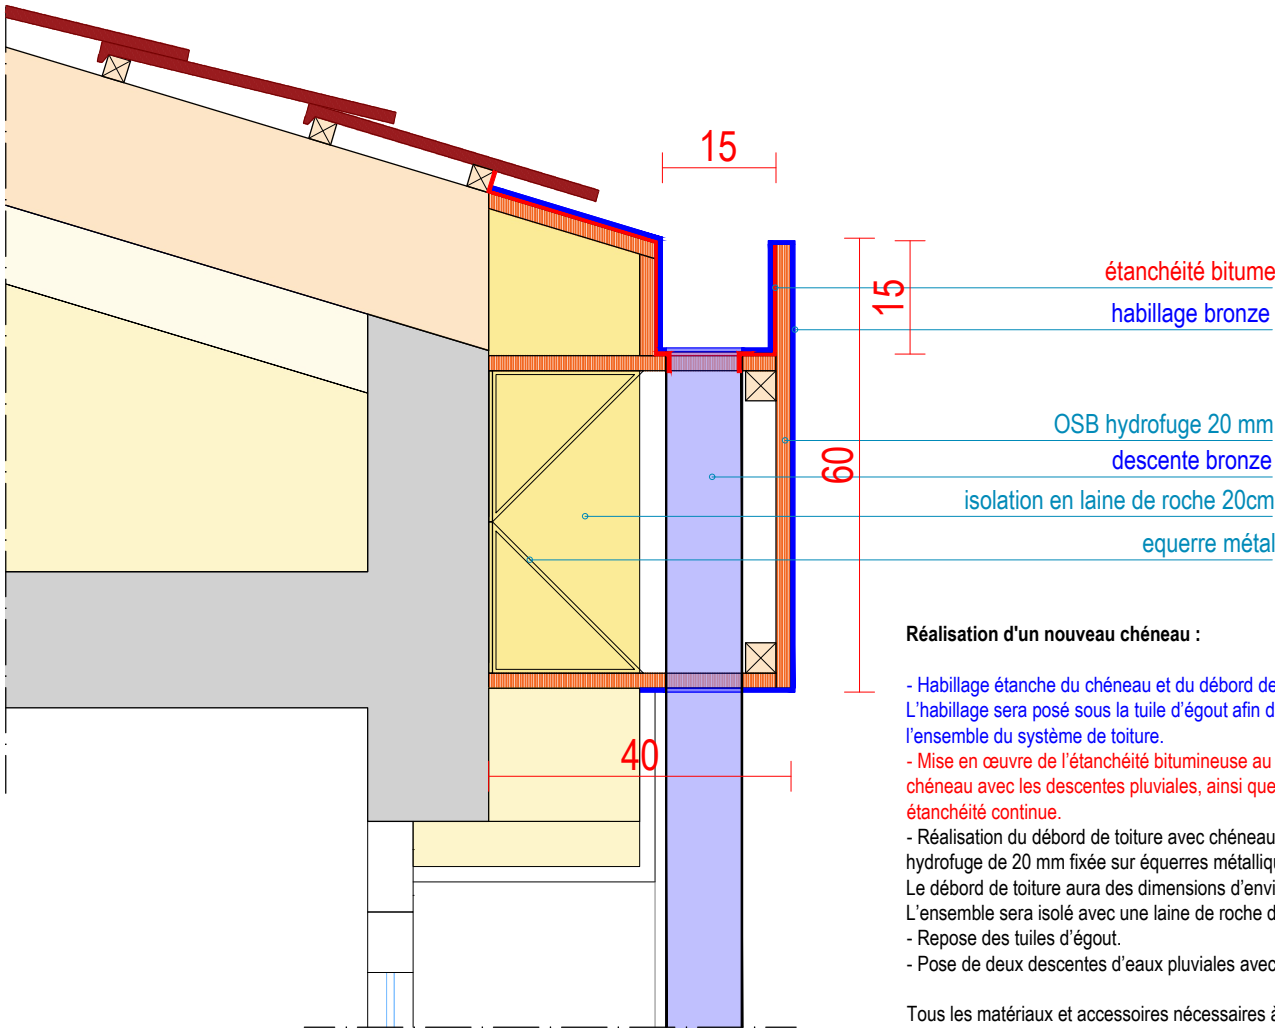 15
étanchéité bitume
15
habillage bronze
OSB hydrofuge 20 mm
60
descente bronze
isolation en laine de roche 20cm
equerre métal
Réalisation d'un nouveau chéneau :
- Habillage étanche du chéneau et du débord de
L'habillage sera posé sous la tuile d'égout afin d
l'ensemble du système de toiture.
40
- Mise en œuvre de l'étanchéité bitumineuse au
chéneau avec les descentes pluviales, ainsi que
étanchéité continue.
- Réalisation du débord de toiture avec chéneau
hydrofuge de 20 mm fixée sur équerres métalliq
Le débord de toiture aura des dimensions d'envi
L'ensemble sera isolé avec une laine de roche d
- Repose des tuiles d'égout.
- Pose de deux descentes d'eaux pluviales avec
Tous les matériaux et accessoires nécessaires à